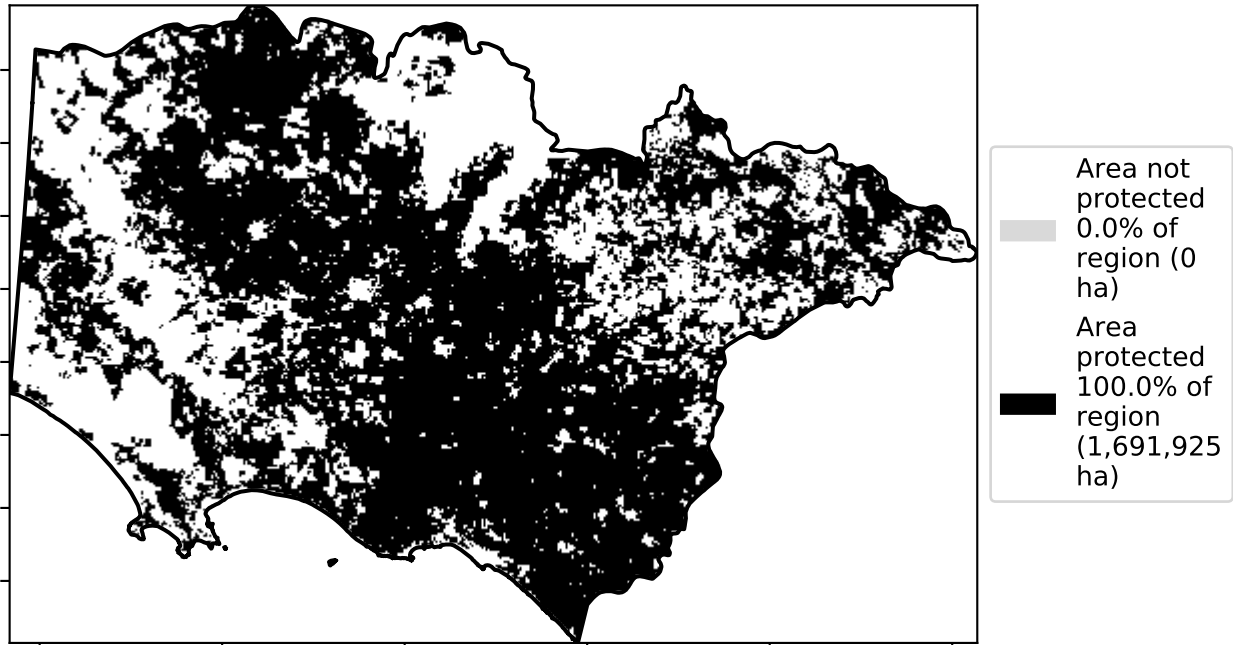 Area not
protected
0.0% of
region (0
ha)
Area
protected
100.0% of
region
(1,691,925
ha)